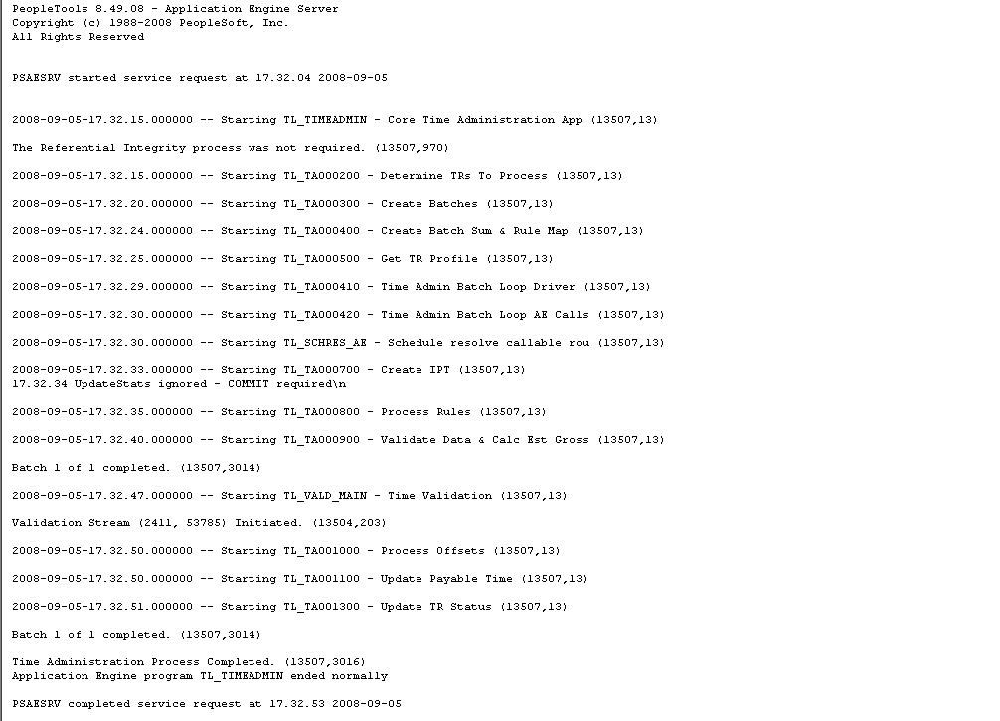 PeopleTools 8.49.08 - Application Engine Server
Copyright (c) 1988-2008 PeopleSoft, Inc.
All Rights Reserved
PSAESRV started service request at 17.32.04 2008-09-05
2008-09-05-17.32.15.000000 -- Starting TL_TIMEADMIN - Core Time Administration App (13507,13)
The Referential Integrity process was not required. (13507,970)
2008-09-05-17.32.15.000000 -- Starting TL_TA000200 - Determine TRs To Process (13507,13)
2008-09-05-17.32.20.000000 -- Starting TL_TA000300 - Create Batches (13507,13)
2008-09-05-17.32.24.000000 -- Starting TL_TA000400 - Create Batch Sum & Rule Map (13507,13)
2008-09-05-17.32.25.000000 -- Starting TL_TA000500 - Get TR Profile (13507,13)
2008-09-05-17.32.29.000000 -- Starting TL_TA000410 - Time Admin Batch Loop Driver (13507,13)
2008-09-05-17.32.30.000000 -- Starting TL_TA000420 - Time Admin Batch Loop AE Calls (13507,13)
2008-09-05-17.32.30.000000 -- Starting TL_SCHRES_AE - Schedule resolve callable rou (13507,13)
2008-09-05-17.32.33.000000 -- Starting TL_TA000700 - Create IPT (13507,13)
17.32.34 UpdateStats ignored - COMMIT required\n
2008-09-05-17.32.35.000000 -- Starting TL_TA000800 - Process Rules (13507,13)
2008-09-05-17.32.40.000000 -- Starting TL_TA000900 - Validate Data & Calc Est Gross (13507,13)
Batch 1 of 1 completed. (13507,3014)
2008-09-05-17.32.47.000000 -- Starting TL_VALD_MAIN - Time Validation (13507,13)
Validation Stream (2411, 53785) Initiated. (13504,203)
2008-09-05-17.32.50.000000 -- Starting TL_TA001000 - Process Offsets (13507,13)
2008-09-05-17.32.50.000000 -- Starting TL_TA001100 - Update Payable Time (13507,13)
2008-09-05-17.32.51.000000 -- Starting TL_TA001300 - Update TR Status (13507,13)
Batch 1 of 1 completed. (13507,3014)
Time Administration Process Completed. (13507,3016)
Application Engine program TL_TIMEADMIN ended normally
PSAESRV completed service request at 17.32.53 2008-09-05